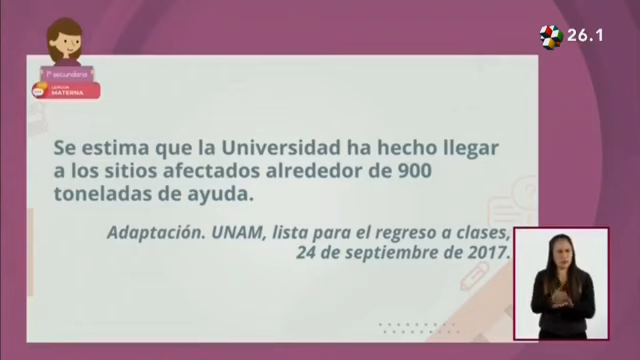 26.1
1° secundaria
LENGUA
MATERNA
Se estima que la Universidad ha hecho llegar
a los sitios afectados alrededor de 900
toneladas de ayuda.
Adaptación. UNAM, lista para el regreso a clases,
24 de septiembre de 2017.